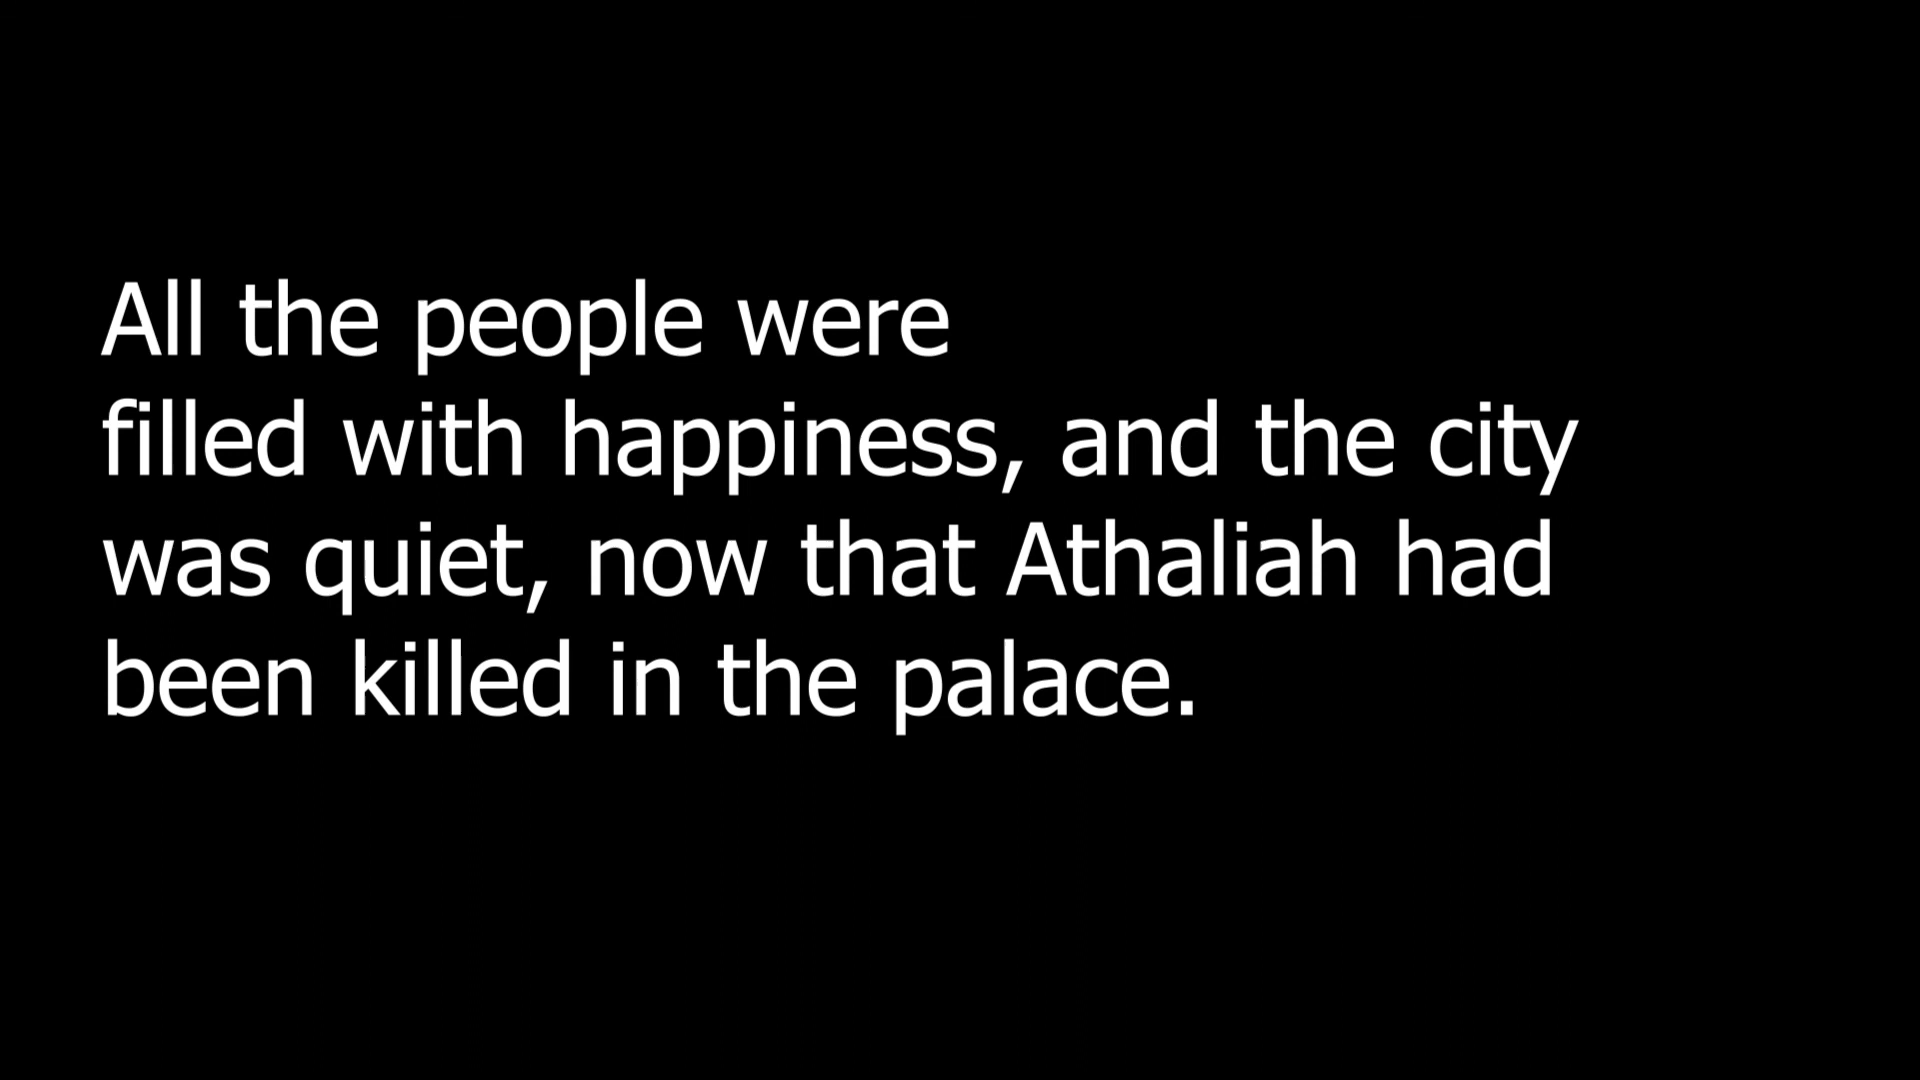 All the people were
filled with happiness, and the city
was quiet, now that Athaliah had
been killed in the palace.